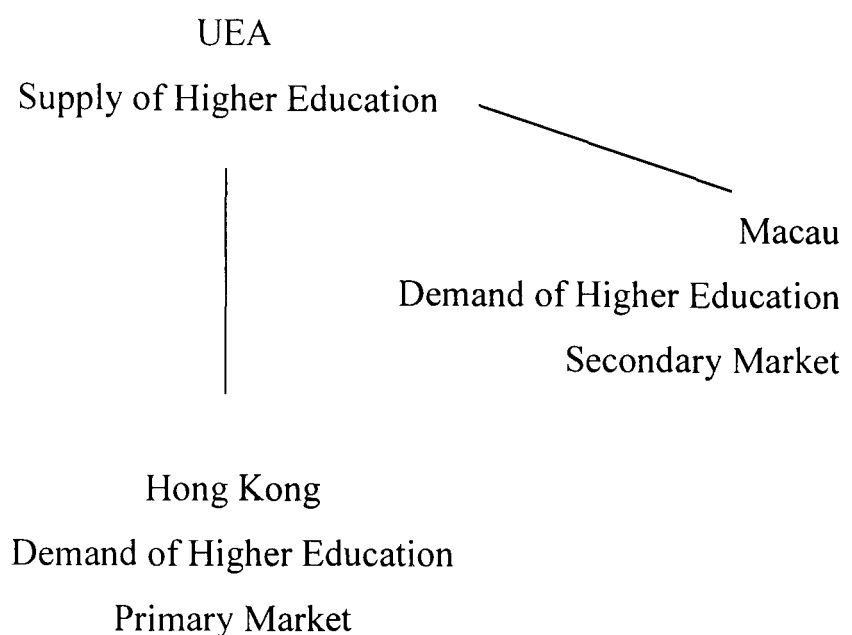 UEA
Supply of Higher Education
Macau
Demand of Higher Education
Secondary Market
Hong Kong
Demand of Higher Education
Primary Market